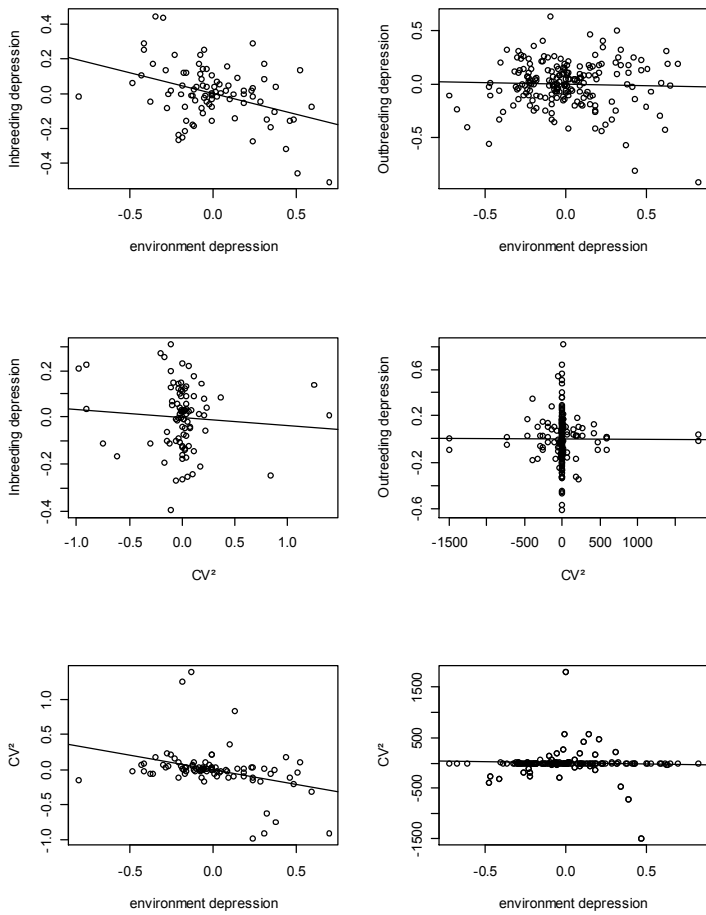 Inbreeding depression
0.4
0.2
0.0
-0.2
-0.4
-0.5 0.0 0.5
environment depression
Outbreeding depression
0.5
0.0
-0.5
-0.5 0.0 0.5
environment depression
Inbreeding depression
0.2
0.0
-0.2
-0.4
-1.0 -0.5 0.0 0.5 1.0
CV²
Outreeding depression
0.6
0.2
-0.2
-0.6
-1500 -500 0 500 1500
CV²
CV²
1.0
0.5
0.0
-0.5
-1.0
-0.5 0.0 0.5
environment depression
CV²
1500
500
-500
-1500
-0.5 0.0 0.5
environment depression